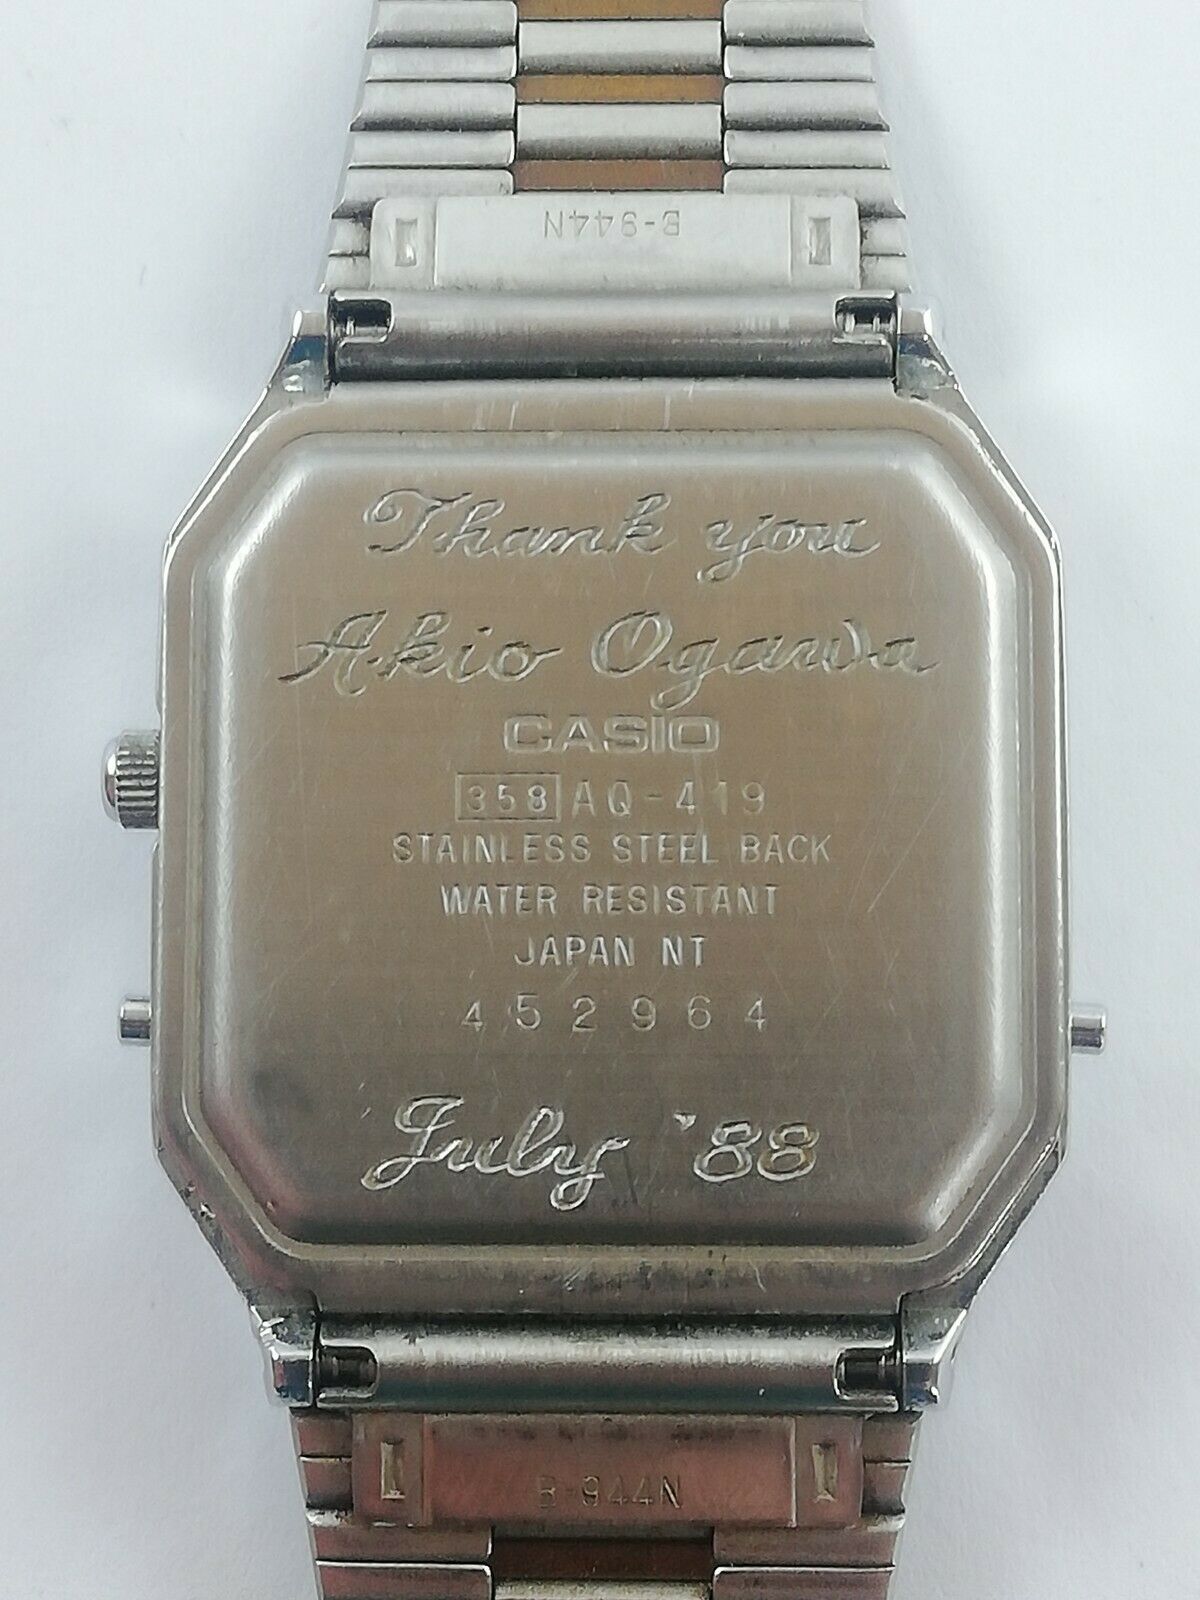 B-944N
Thank you
Akio Ogawa
CASIO
358 AQ-419
STAINLESS STEEL BACK
WATER RESISTANT
JAPAN NT
452964
July '88
B-944N